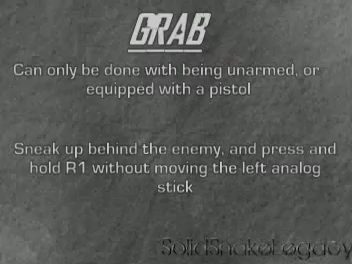 GRAB
Can only be done with being unarmed, or
equipped with a pistol
Sneak up behind the enemy, and press and
hold R1 without moving the left analog
stick
SolidSnakeLegacy